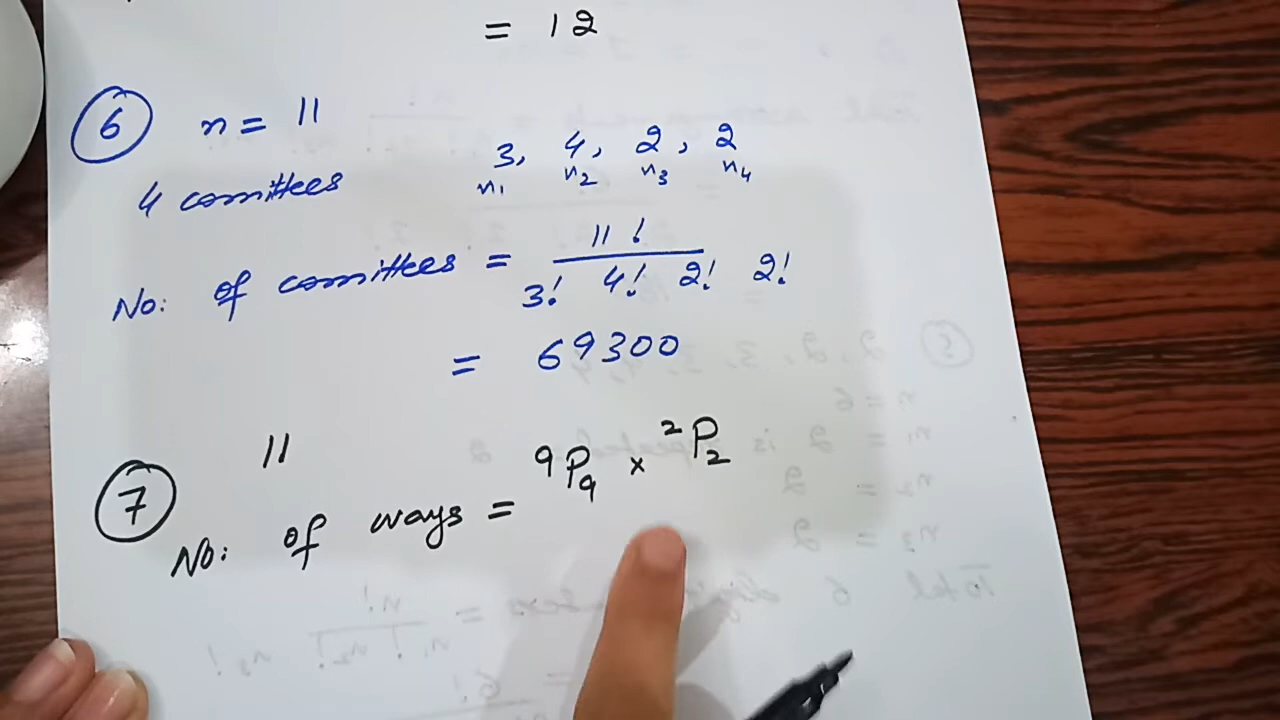 = 12
6 n = 11
4 comittees 3, 4, 2, 2
n1 n2 n3 n4
No: of comittees = 11! / 3! 4! 2! 2!
= 69300
7 11
No: of ways = 9P9 × 2P2